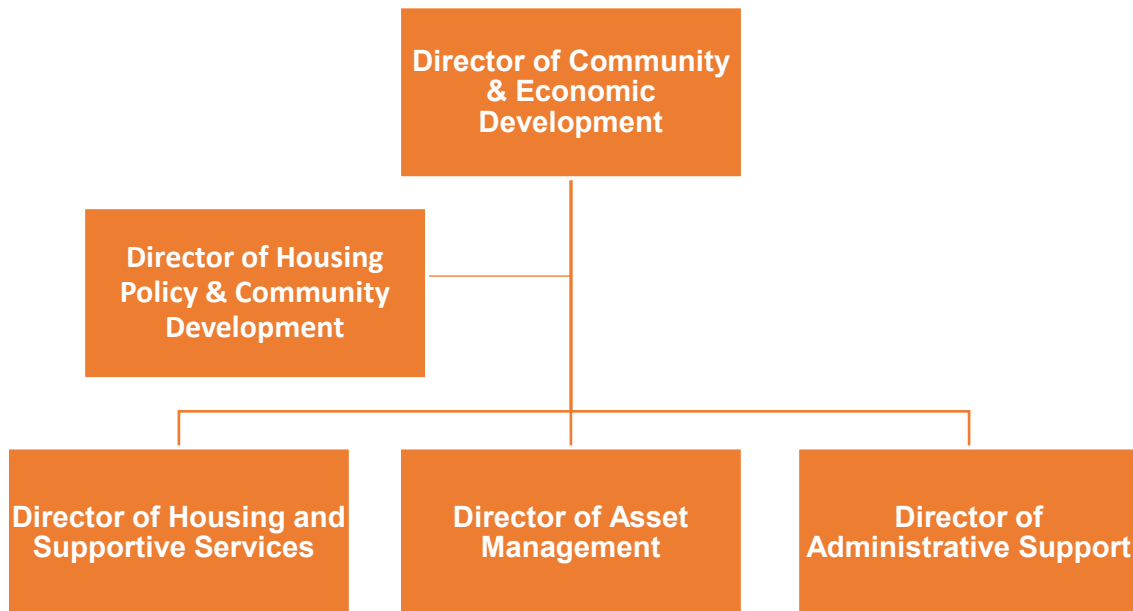 Director of Community
& Economic
Development
Director of Housing
Policy & Community
Development
Director of Housing and
Supportive Services
Director of Asset
Management
Director of
Administrative Support